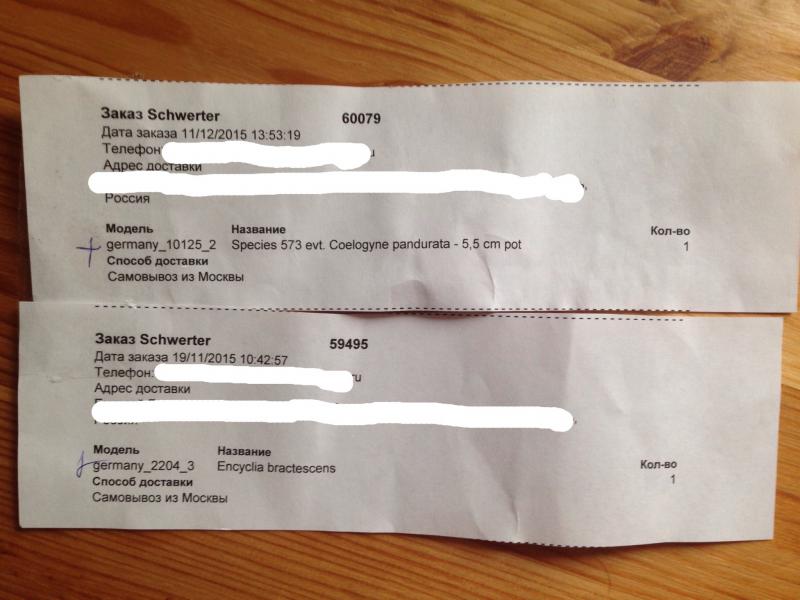 Заказ Schwerter 60079
Дата заказа 11/12/2015 13:53:19
Телефон:
Адрес доставки
Россия
Модель Название Кол-во
germany_10125_2 Species 573 evt. Coelogyne pandurata - 5,5 cm pot 1
Способ доставки
Самовывоз из Москвы
Заказ Schwerter 59495
Дата заказа 19/11/2015 10:42:57
Телефон: ru
Адрес доставки
Модель Название Кол-во
germany_2204_3 Encyclia bractescens 1
Способ доставки
Самовывоз из Москвы